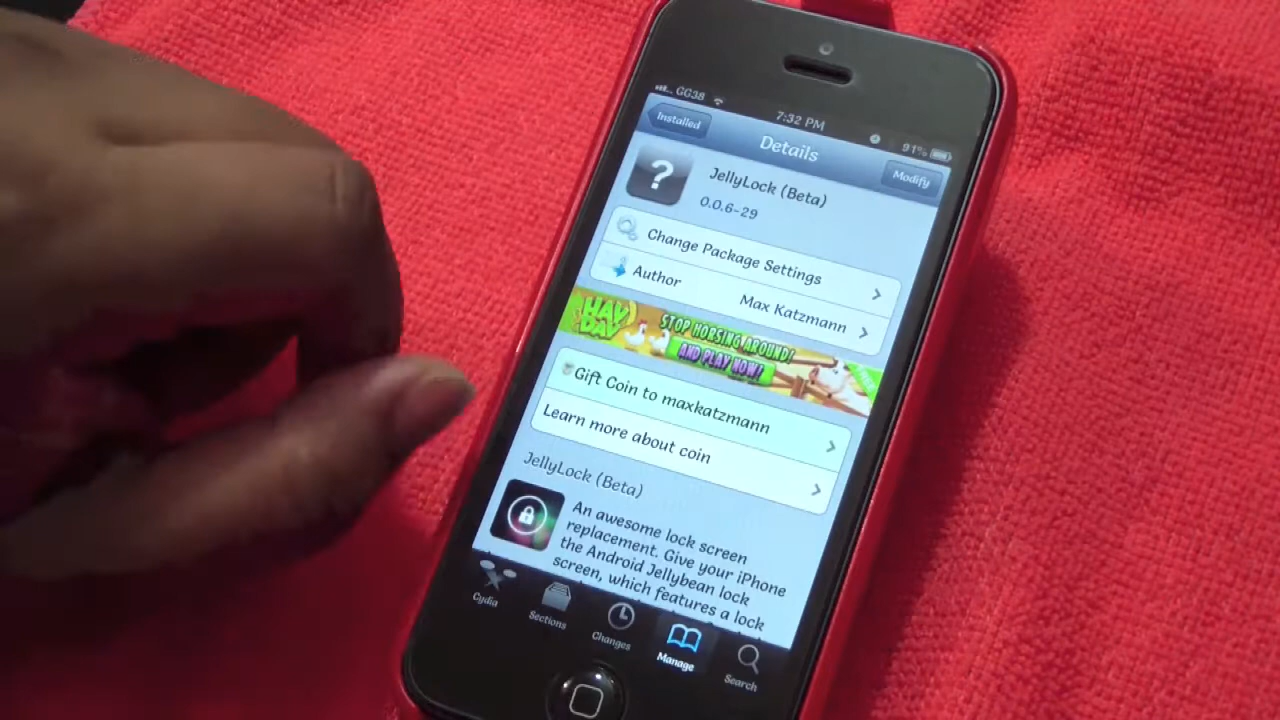 GG38 7:32 PM 91%
Installed Details Modify
?
JellyLock (Beta)
0.0.6-29
Change Package Settings
Author Max Katzmann
HAY DAY
STOP HORSING AROUND!
AND PLAY NOW!
Gift Coin to maxkatzmann
Learn more about coin
JellyLock (Beta)
An awesome lock screen
replacement. Give your iPhone
the Android Jellybean lock
screen, which features a lock
Cydia Sections Changes Manage Search